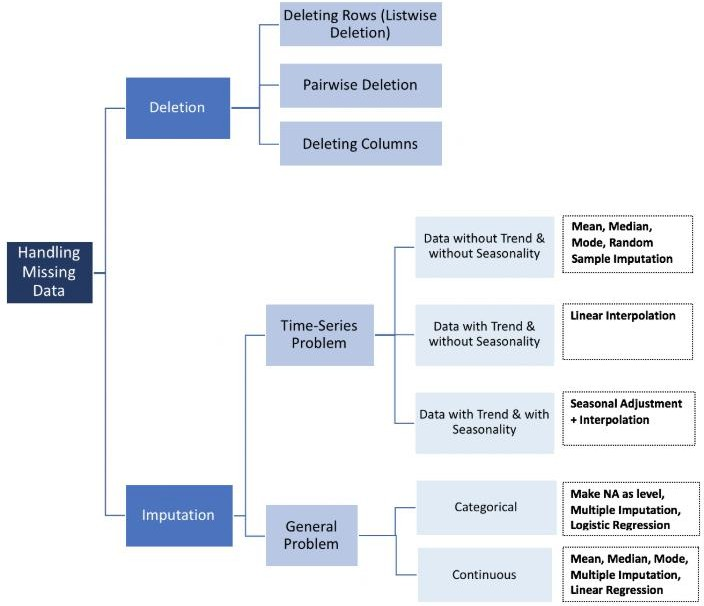 Deleting Rows (Listwise
Deletion)
Deletion
Pairwise Deletion
Deleting Columns
Handling
Missing
Data
Data without Trend &
without Seasonality
Mean, Median,
Mode, Random
Sample Imputation
Time-Series
Problem
Data with Trend &
without Seasonality
Linear Interpolation
Data with Trend & with
Seasonality
Seasonal Adjustment
+ Interpolation
Imputation
General
Problem
Categorical
Make NA as level,
Multiple Imputation,
Logistic Regression
Continuous
Mean, Median, Mode,
Multiple Imputation,
Linear Regression